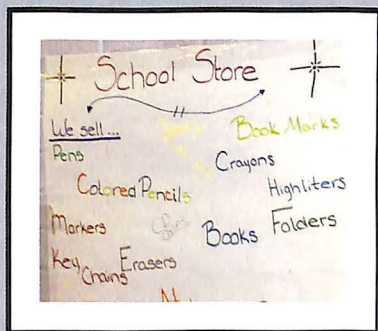 School Store
We sell...
Pens
Book Marks
Crayons
Colored Pencils
Highliters
Markers
Books
Folders
Key Chains
Erasers